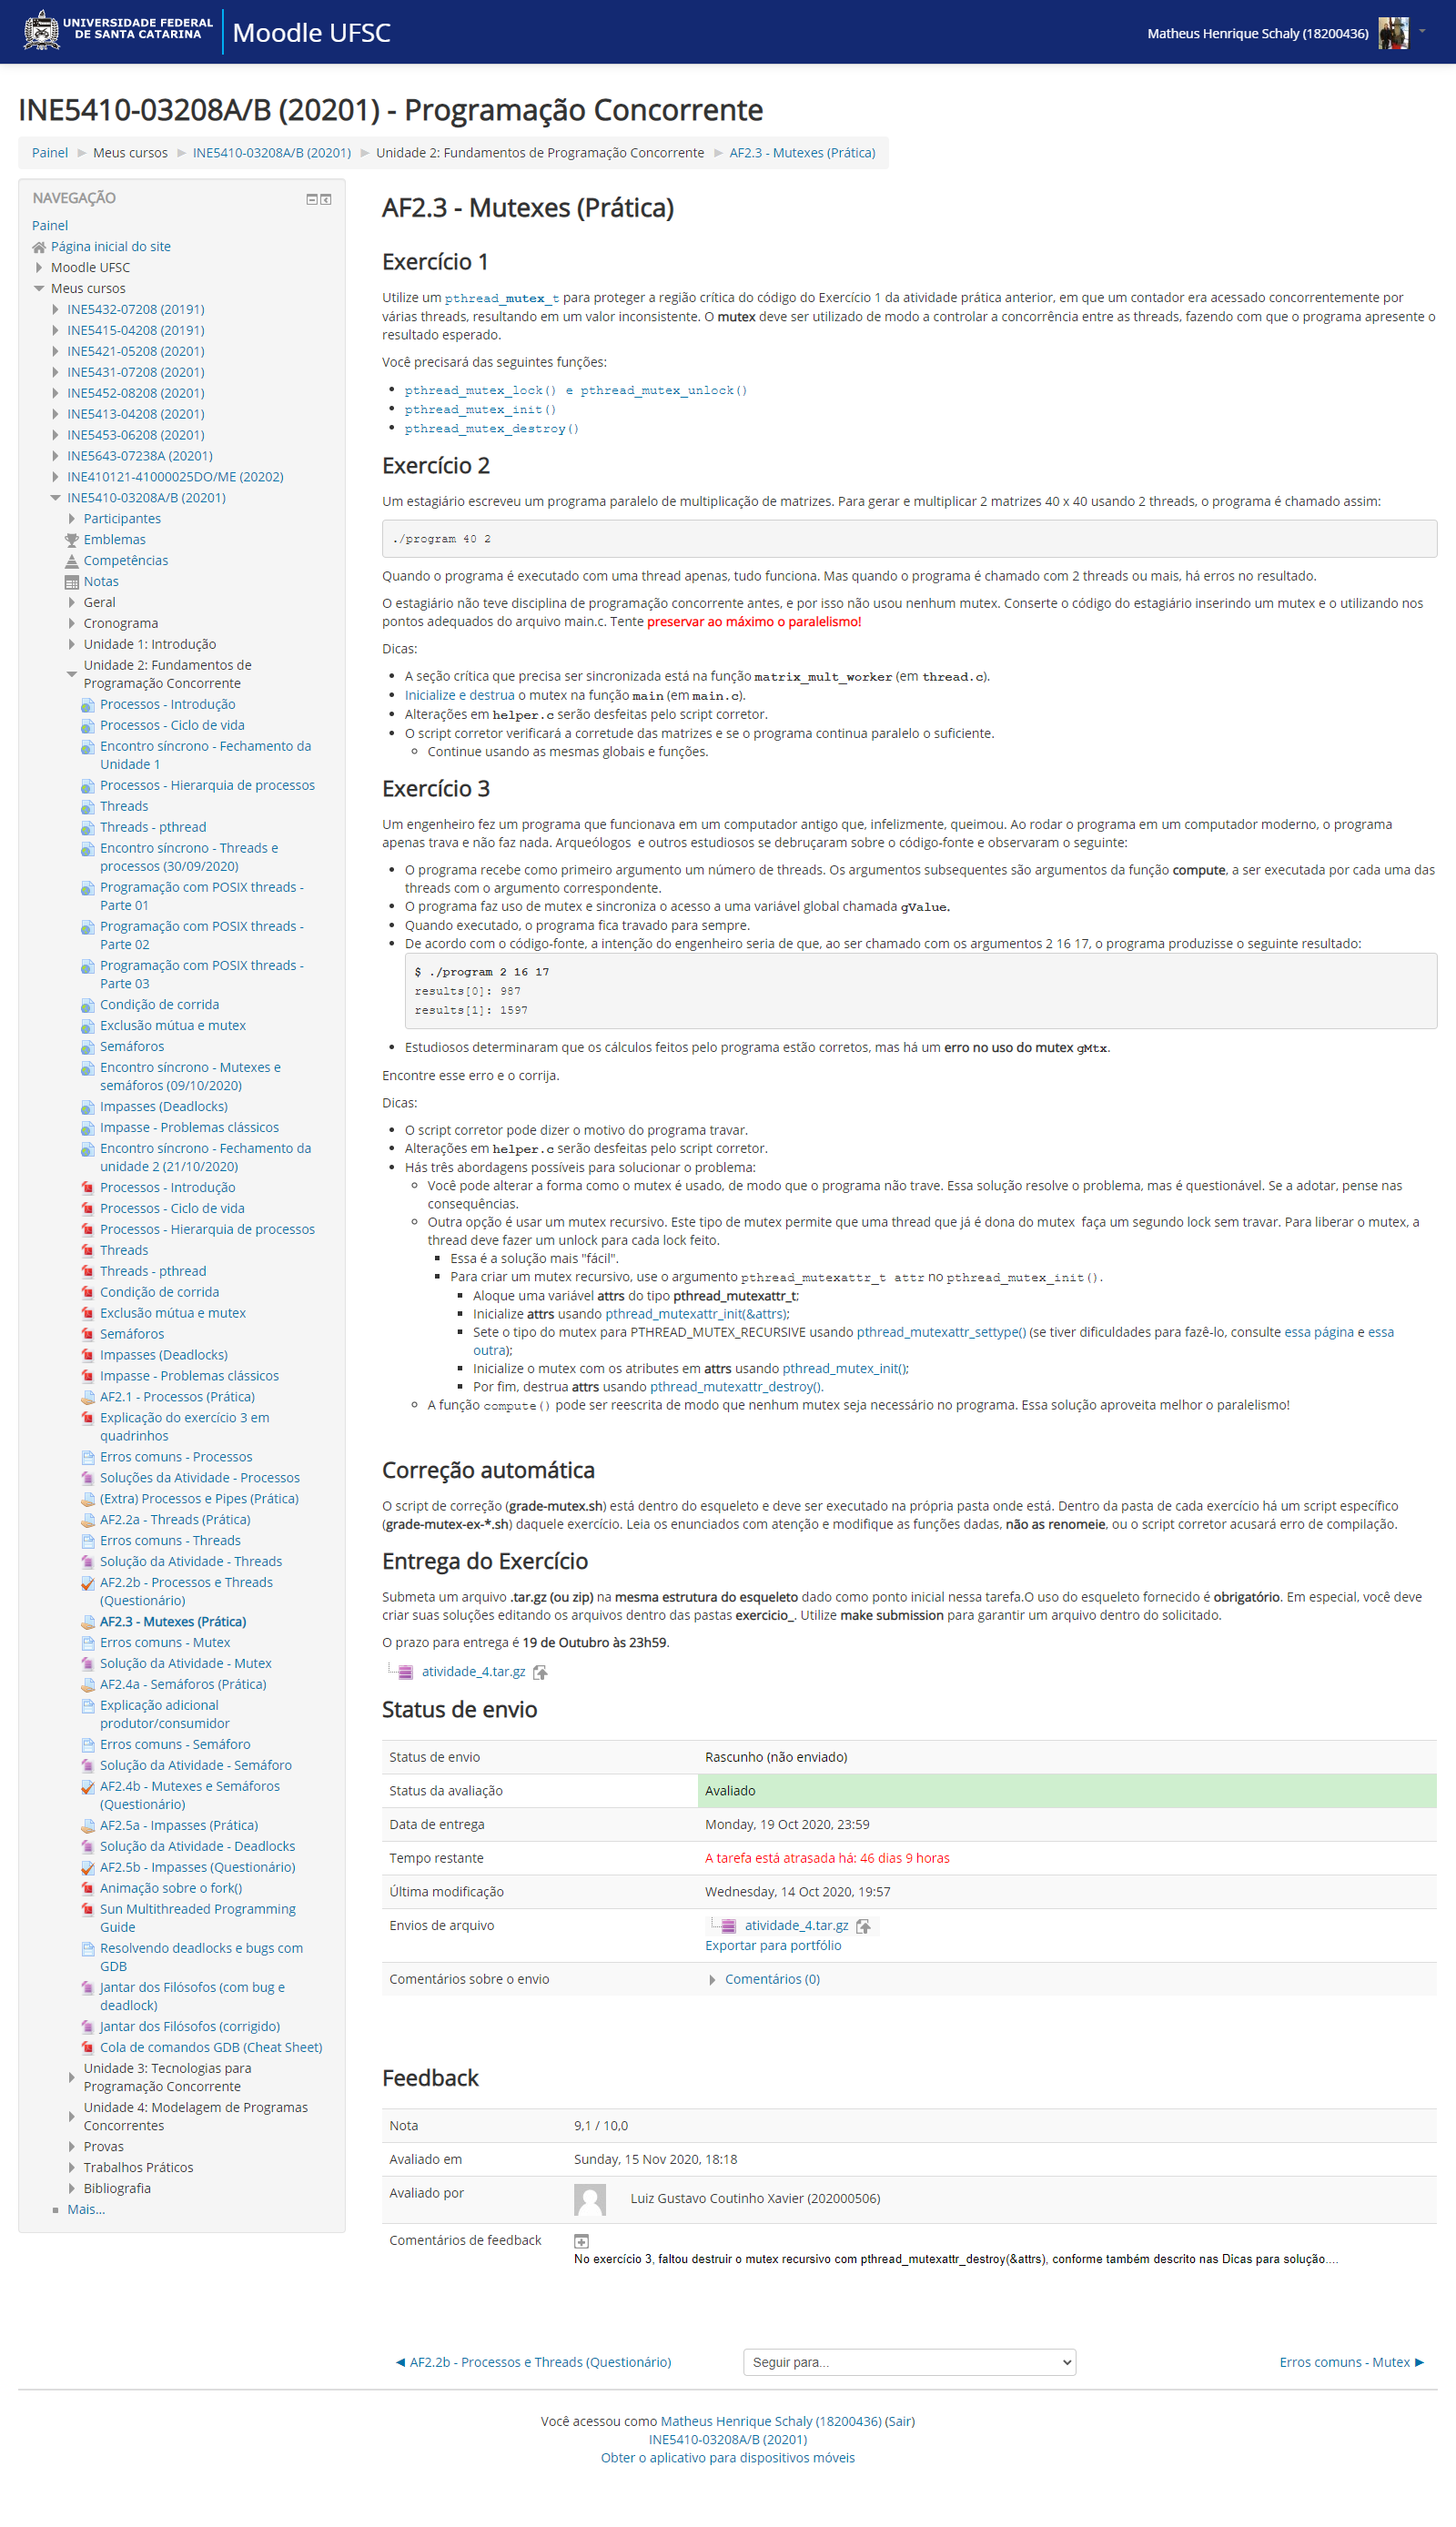 UNIVERSIDADE FEDERAL
DE SANTA CATARINA
Moodle UFSC
Matheus Henrique Schaly (18200436)
INE5410-03208A/B (20201) - Programação Concorrente
Painel ► Meus cursos ► INE5410-03208A/B (20201) ► Unidade 2: Fundamentos de Programação Concorrente ► AF2.3 - Mutexes (Prática)
NAVEGAÇÃO
Painel
Página inicial do site
Moodle UFSC
Meus cursos
INE5432-07208 (20191)
INE5415-04208 (20191)
INE5421-05208 (20201)
INE5431-07208 (20201)
INE5452-08208 (20201)
INE5413-04208 (20201)
INE5453-06208 (20201)
INE5643-07238A (20201)
INE410121-41000025DO/ME (20202)
INE5410-03208A/B (20201)
Participantes
Emblemas
Competências
Notas
Geral
Cronograma
Unidade 1: Introdução
Unidade 2: Fundamentos de
Programação Concorrente
Processos - Introdução
Processos - Ciclo de vida
Encontro síncrono - Fechamento da
Unidade 1
Processos - Hierarquia de processos
Threads
Threads - pthread
Encontro síncrono - Threads e
processos (30/09/2020)
Programação com POSIX threads -
Parte 01
Programação com POSIX threads -
Parte 02
Programação com POSIX threads -
Parte 03
Condição de corrida
Exclusão mútua e mutex
Semáforos
Encontro síncrono - Mutexes e
semáforos (09/10/2020)
Impasses (Deadlocks)
Impasse - Problemas clássicos
Encontro síncrono - Fechamento da
unidade 2 (21/10/2020)
Processos - Introdução
Processos - Ciclo de vida
Processos - Hierarquia de processos
Threads
Threads - pthread
Condição de corrida
Exclusão mútua e mutex
Semáforos
Impasses (Deadlocks)
Impasse - Problemas clássicos
AF2.1 - Processos (Prática)
Explicação do exercício 3 em
quadrinhos
Erros comuns - Processos
Soluções da Atividade - Processos
(Extra) Processos e Pipes (Prática)
AF2.2a - Threads (Prática)
Erros comuns - Threads
Solução da Atividade - Threads
AF2.2b - Processos e Threads
(Questionário)
AF2.3 - Mutexes (Prática)
Erros comuns - Mutex
Solução da Atividade - Mutex
AF2.4a - Semáforos (Prática)
Explicação adicional
produtor/consumidor
Erros comuns - Semáforo
Solução da Atividade - Semáforo
AF2.4b - Mutexes e Semáforos
(Questionário)
AF2.5a - Impasses (Prática)
Solução da Atividade - Deadlocks
AF2.5b - Impasses (Questionário)
Animação sobre o fork()
Sun Multithreaded Programming
Guide
Resolvendo deadlocks e bugs com
GDB
Jantar dos Filósofos (com bug e
deadlock)
Jantar dos Filósofos (corrigido)
Cola de comandos GDB (Cheat Sheet)
Unidade 3: Tecnologias para
Programação Concorrente
Unidade 4: Modelagem de Programas
Concorrentes
Provas
Trabalhos Práticos
Bibliografia
Mais...
AF2.3 - Mutexes (Prática)
Exercício 1
Utilize um pthread_mutex_t para proteger a região crítica do código do Exercício 1 da atividade prática anterior, em que um contador era acessado concorrentemente por
várias threads, resultando em um valor inconsistente. O mutex deve ser utilizado de modo a controlar a concorrência entre as threads, fazendo com que o programa apresente o
resultado esperado.
Você precisará das seguintes funções:
• pthread_mutex_lock() e pthread_mutex_unlock()
• pthread_mutex_init()
• pthread_mutex_destroy()
Exercício 2
Um estagiário escreveu um programa paralelo de multiplicação de matrizes. Para gerar e multiplicar 2 matrizes 40 x 40 usando 2 threads, o programa é chamado assim:
./program 40 2
Quando o programa é executado com uma thread apenas, tudo funciona. Mas quando o programa é chamado com 2 threads ou mais, há erros no resultado.
O estagiário não teve disciplina de programação concorrente antes, e por isso não usou nenhum mutex. Conserte o código do estagiário inserindo um mutex e o utilizando nos
pontos adequados do arquivo main.c. Tente preservar ao máximo o paralelismo!
Dicas:
• A seção crítica que precisa ser sincronizada está na função matrix_mult_worker (em thread.c).
• Inicialize e destrua o mutex na função main (em main.c).
• Alterações em helper.c serão desfeitas pelo script corretor.
• O script corretor verificará a corretude das matrizes e se o programa continua paralelo o suficiente.
◦ Continue usando as mesmas globais e funções.
Exercício 3
Um engenheiro fez um programa que funcionava em um computador antigo que, infelizmente, queimou. Ao rodar o programa em um computador moderno, o programa
apenas trava e não faz nada. Arqueólogos e outros estudiosos se debruçaram sobre o código-fonte e observaram o seguinte:
• O programa recebe como primeiro argumento um número de threads. Os argumentos subsequentes são argumentos da função compute, a ser executada por cada uma das
threads com o argumento correspondente.
• O programa faz uso de mutex e sincroniza o acesso a uma variável global chamada gValue.
• Quando executado, o programa fica travado para sempre.
• De acordo com o código-fonte, a intenção do engenheiro seria de que, ao ser chamado com os argumentos 2 16 17, o programa produzisse o seguinte resultado:
$ ./program 2 16 17
results[0]: 987
results[1]: 1597
• Estudiosos determinaram que os cálculos feitos pelo programa estão corretos, mas há um erro no uso do mutex gMtx.
Encontre esse erro e o corrija.
Dicas:
• O script corretor pode dizer o motivo do programa travar.
• Alterações em helper.c serão desfeitas pelo script corretor.
• Hás três abordagens possíveis para solucionar o problema:
◦ Você pode alterar a forma como o mutex é usado, de modo que o programa não trave. Essa solução resolve o problema, mas é questionável. Se a adotar, pense nas
consequências.
◦ Outra opção é usar um mutex recursivo. Este tipo de mutex permite que uma thread que já é dona do mutex faça um segundo lock sem travar. Para liberar o mutex, a
thread deve fazer um unlock para cada lock feito.
▪ Essa é a solução mais "fácil".
▪ Para criar um mutex recursivo, use o argumento pthread_mutexattr_t attr no pthread_mutex_init().
▪ Aloque uma variável attrs do tipo pthread_mutexattr_t;
▪ Inicialize attrs usando pthread_mutexattr_init(&attrs);
▪ Sete o tipo do mutex para PTHREAD_MUTEX_RECURSIVE usando pthread_mutexattr_settype() (se tiver dificuldades para fazê-lo, consulte essa página e essa
outra);
▪ Inicialize o mutex com os atributes em attrs usando pthread_mutex_init();
▪ Por fim, destrua attrs usando pthread_mutexattr_destroy().
◦ A função compute() pode ser reescrita de modo que nenhum mutex seja necessário no programa. Essa solução aproveita melhor o paralelismo!
Correção automática
O script de correção (grade-mutex.sh) está dentro do esqueleto e deve ser executado na própria pasta onde está. Dentro da pasta de cada exercício há um script específico
(grade-mutex-ex-*.sh) daquele exercício. Leia os enunciados com atenção e modifique as funções dadas, não as renomeie, ou o script corretor acusará erro de compilação.
Entrega do Exercício
Submeta um arquivo .tar.gz (ou zip) na mesma estrutura do esqueleto dado como ponto inicial nessa tarefa.O uso do esqueleto fornecido é obrigatório. Em especial, você deve
criar suas soluções editando os arquivos dentro das pastas exercicio_. Utilize make submission para garantir um arquivo dentro do solicitado.
O prazo para entrega é 19 de Outubro às 23h59.
atividade_4.tar.gz
Status de envio
Status de envio Rascunho (não enviado)
Status da avaliação Avaliado
Data de entrega Monday, 19 Oct 2020, 23:59
Tempo restante A tarefa está atrasada há: 46 dias 9 horas
Última modificação Wednesday, 14 Oct 2020, 19:57
Envios de arquivo atividade_4.tar.gz
Exportar para portfólio
Comentários sobre o envio Comentários (0)
Feedback
Nota 9,1 / 10,0
Avaliado em Sunday, 15 Nov 2020, 18:18
Avaliado por Luiz Gustavo Coutinho Xavier (202000506)
Comentários de feedback
No exercício 3, faltou destruir o mutex recursivo com pthread_mutexattr_destroy(&attrs), conforme também descrito nas Dicas para solução....
◄ AF2.2b - Processos e Threads (Questionário) Seguir para... Erros comuns - Mutex ►
Você acessou como Matheus Henrique Schaly (18200436) (Sair)
INE5410-03208A/B (20201)
Obter o aplicativo para dispositivos móveis